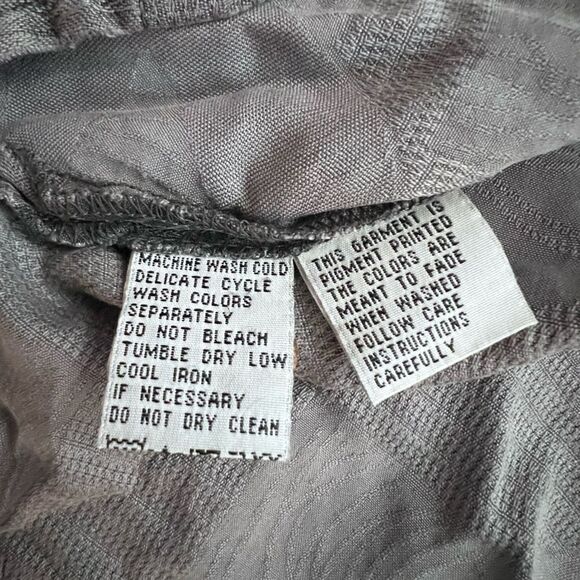 MACHINE WASH COLD
DELICATE CYCLE
WASH COLORS
SEPARATELY
DO NOT BLEACH
TUMBLE DRY LOW
COOL IRON
IF NECESSARY
DO NOT DRY CLEAN
THIS GARMENT IS
PIGMENT PRINTED
THE COLORS ARE
MEANT TO FADE
WHEN WASHED
FOLLOW CARE
INSTRUCTIONS
CAREFULLY